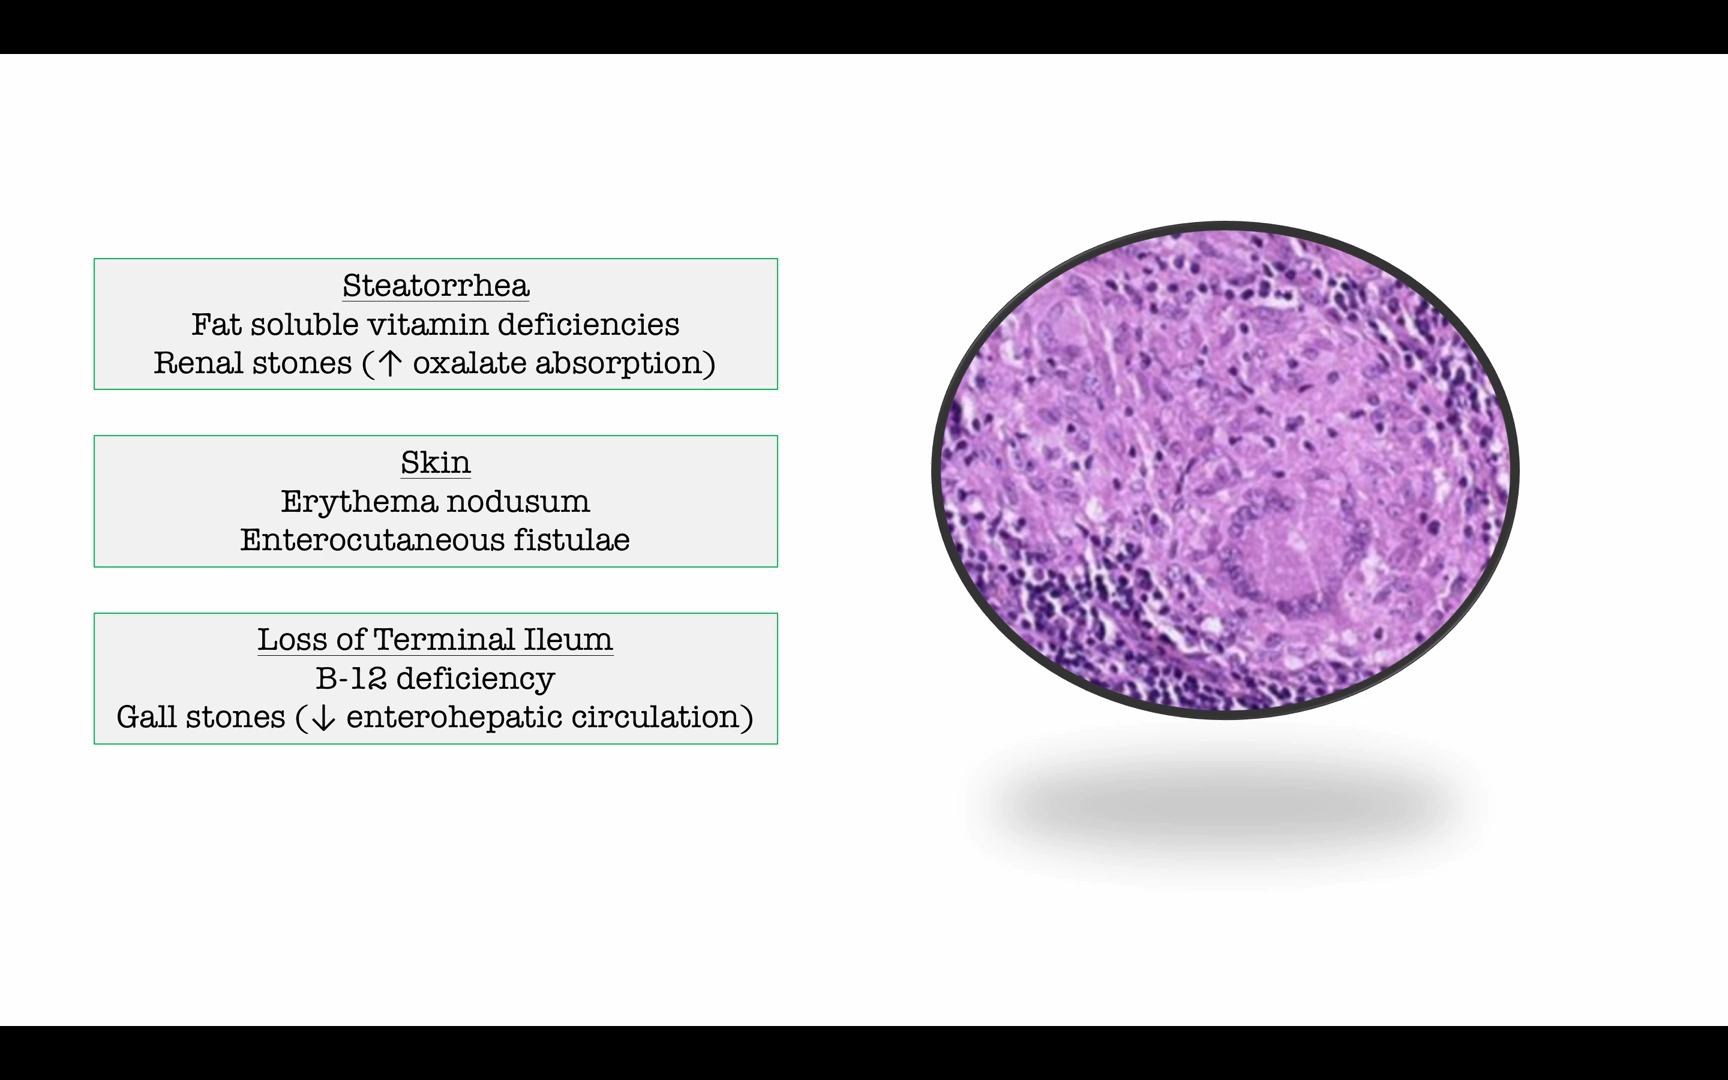 Steatorrhea
Fat soluble vitamin deficiencies
Renal stones (↑ oxalate absorption)
Skin
Erythema nodusum
Enterocutaneous fistulae
Loss of Terminal Ileum
B-12 deficiency
Gall stones (↓ enterohepatic circulation)